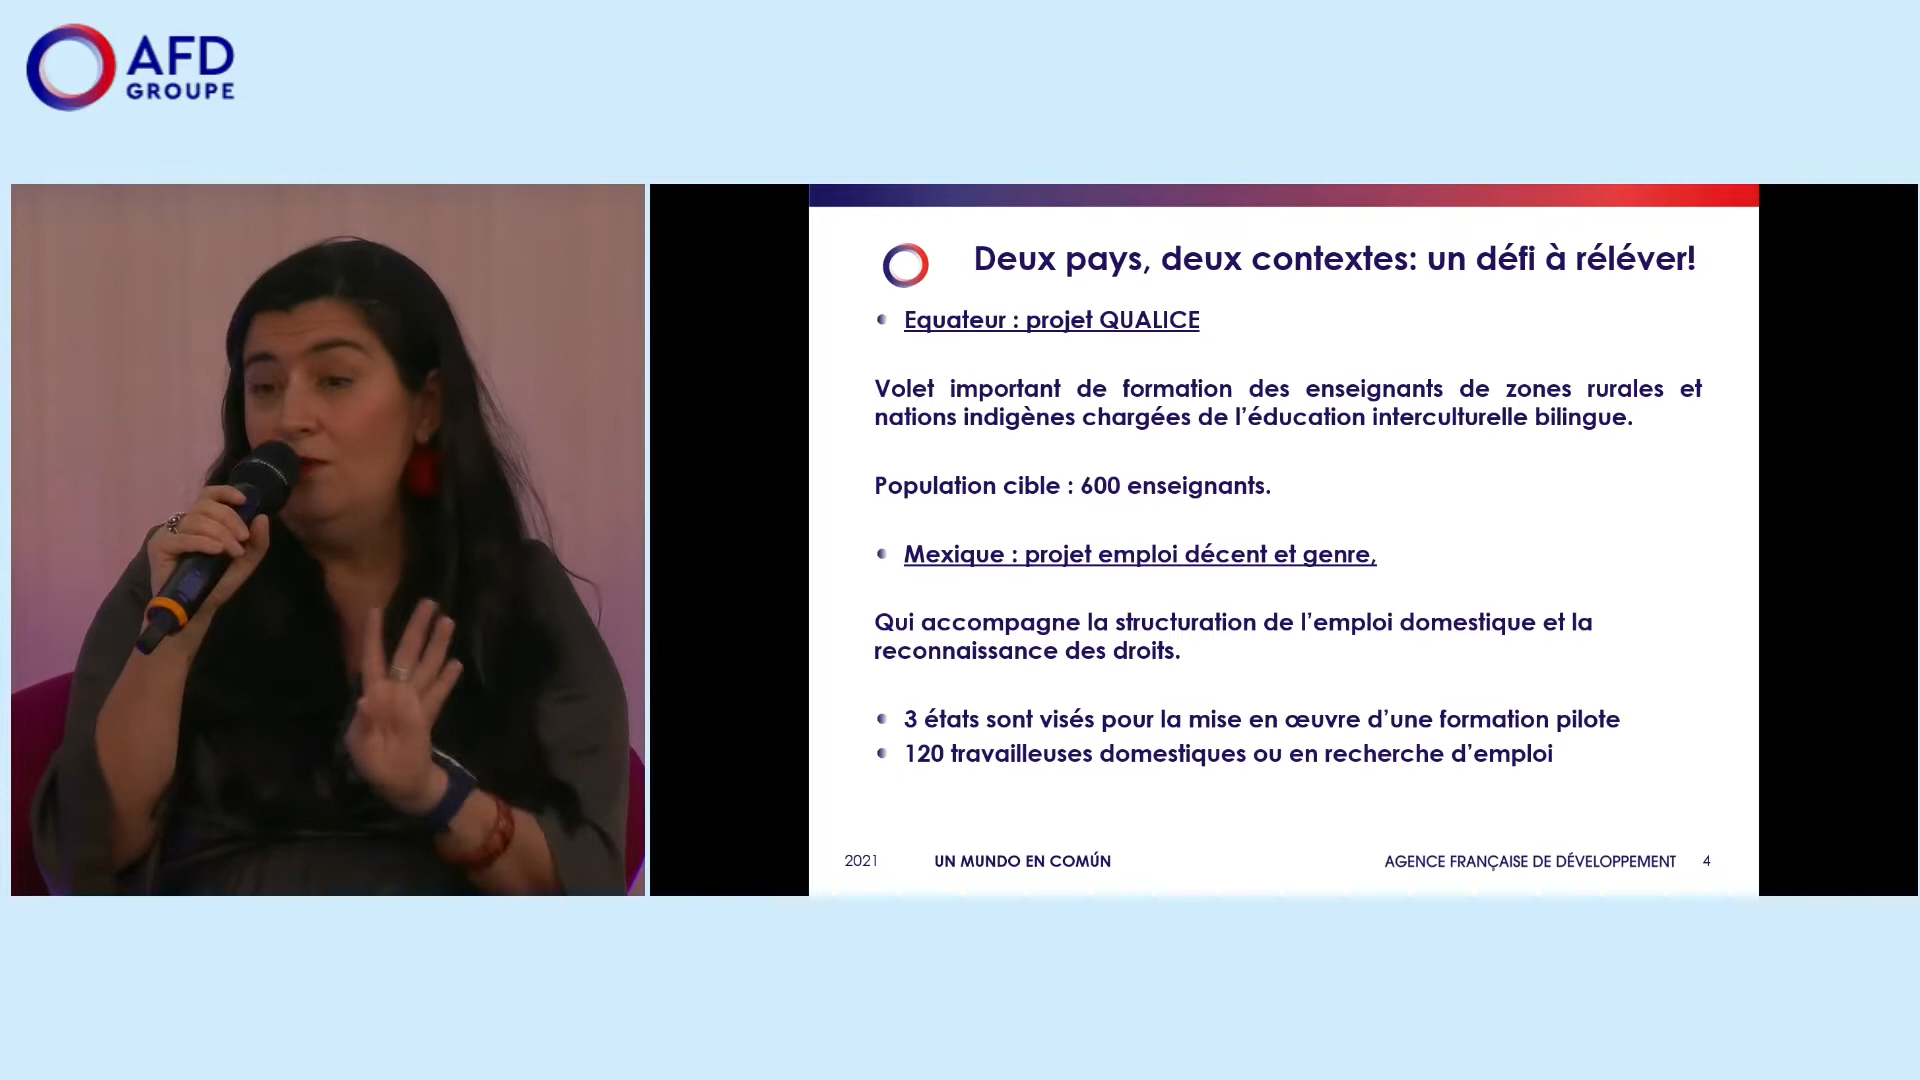 AFD
GROUPE
Deux pays, deux contextes: un défi à réléver!
Equateur : projet QUALICE
Volet important de formation des enseignants de zones rurales et
nations indigènes chargées de l’éducation interculturelle bilingue.
Population cible : 600 enseignants.
Mexique : projet emploi décent et genre,
Qui accompagne la structuration de l’emploi domestique et la
reconnaissance des droits.
3 états sont visés pour la mise en œuvre d’une formation pilote
120 travailleuses domestiques ou en recherche d’emploi
2021 UN MUNDO EN COMÚN AGENCE FRANÇAISE DE DÉVELOPPEMENT 4